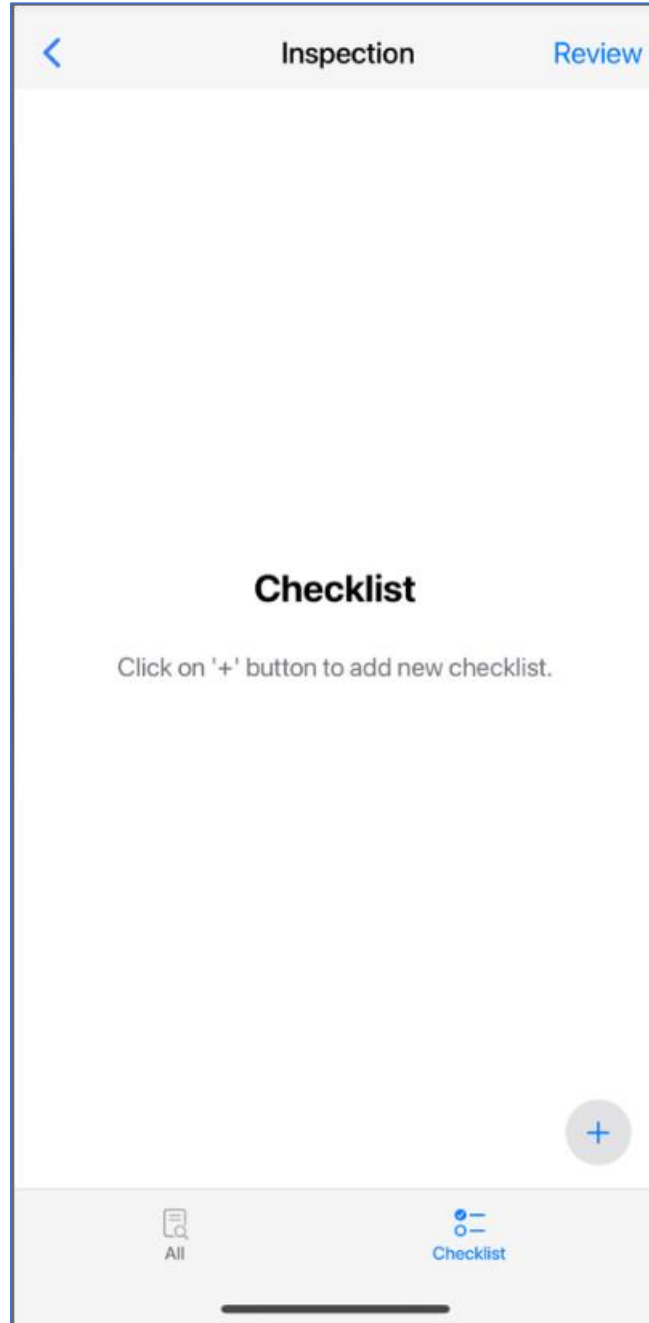 Inspection
Review
Checklist
Click on '+' button to add new checklist.
+
All
Checklist